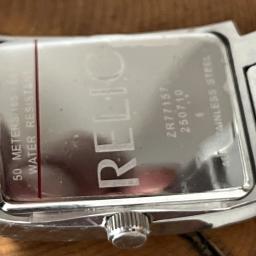 50 METERS
WATER RESISTANT
RELIC
ZR77157
250710
STAINLESS STEEL